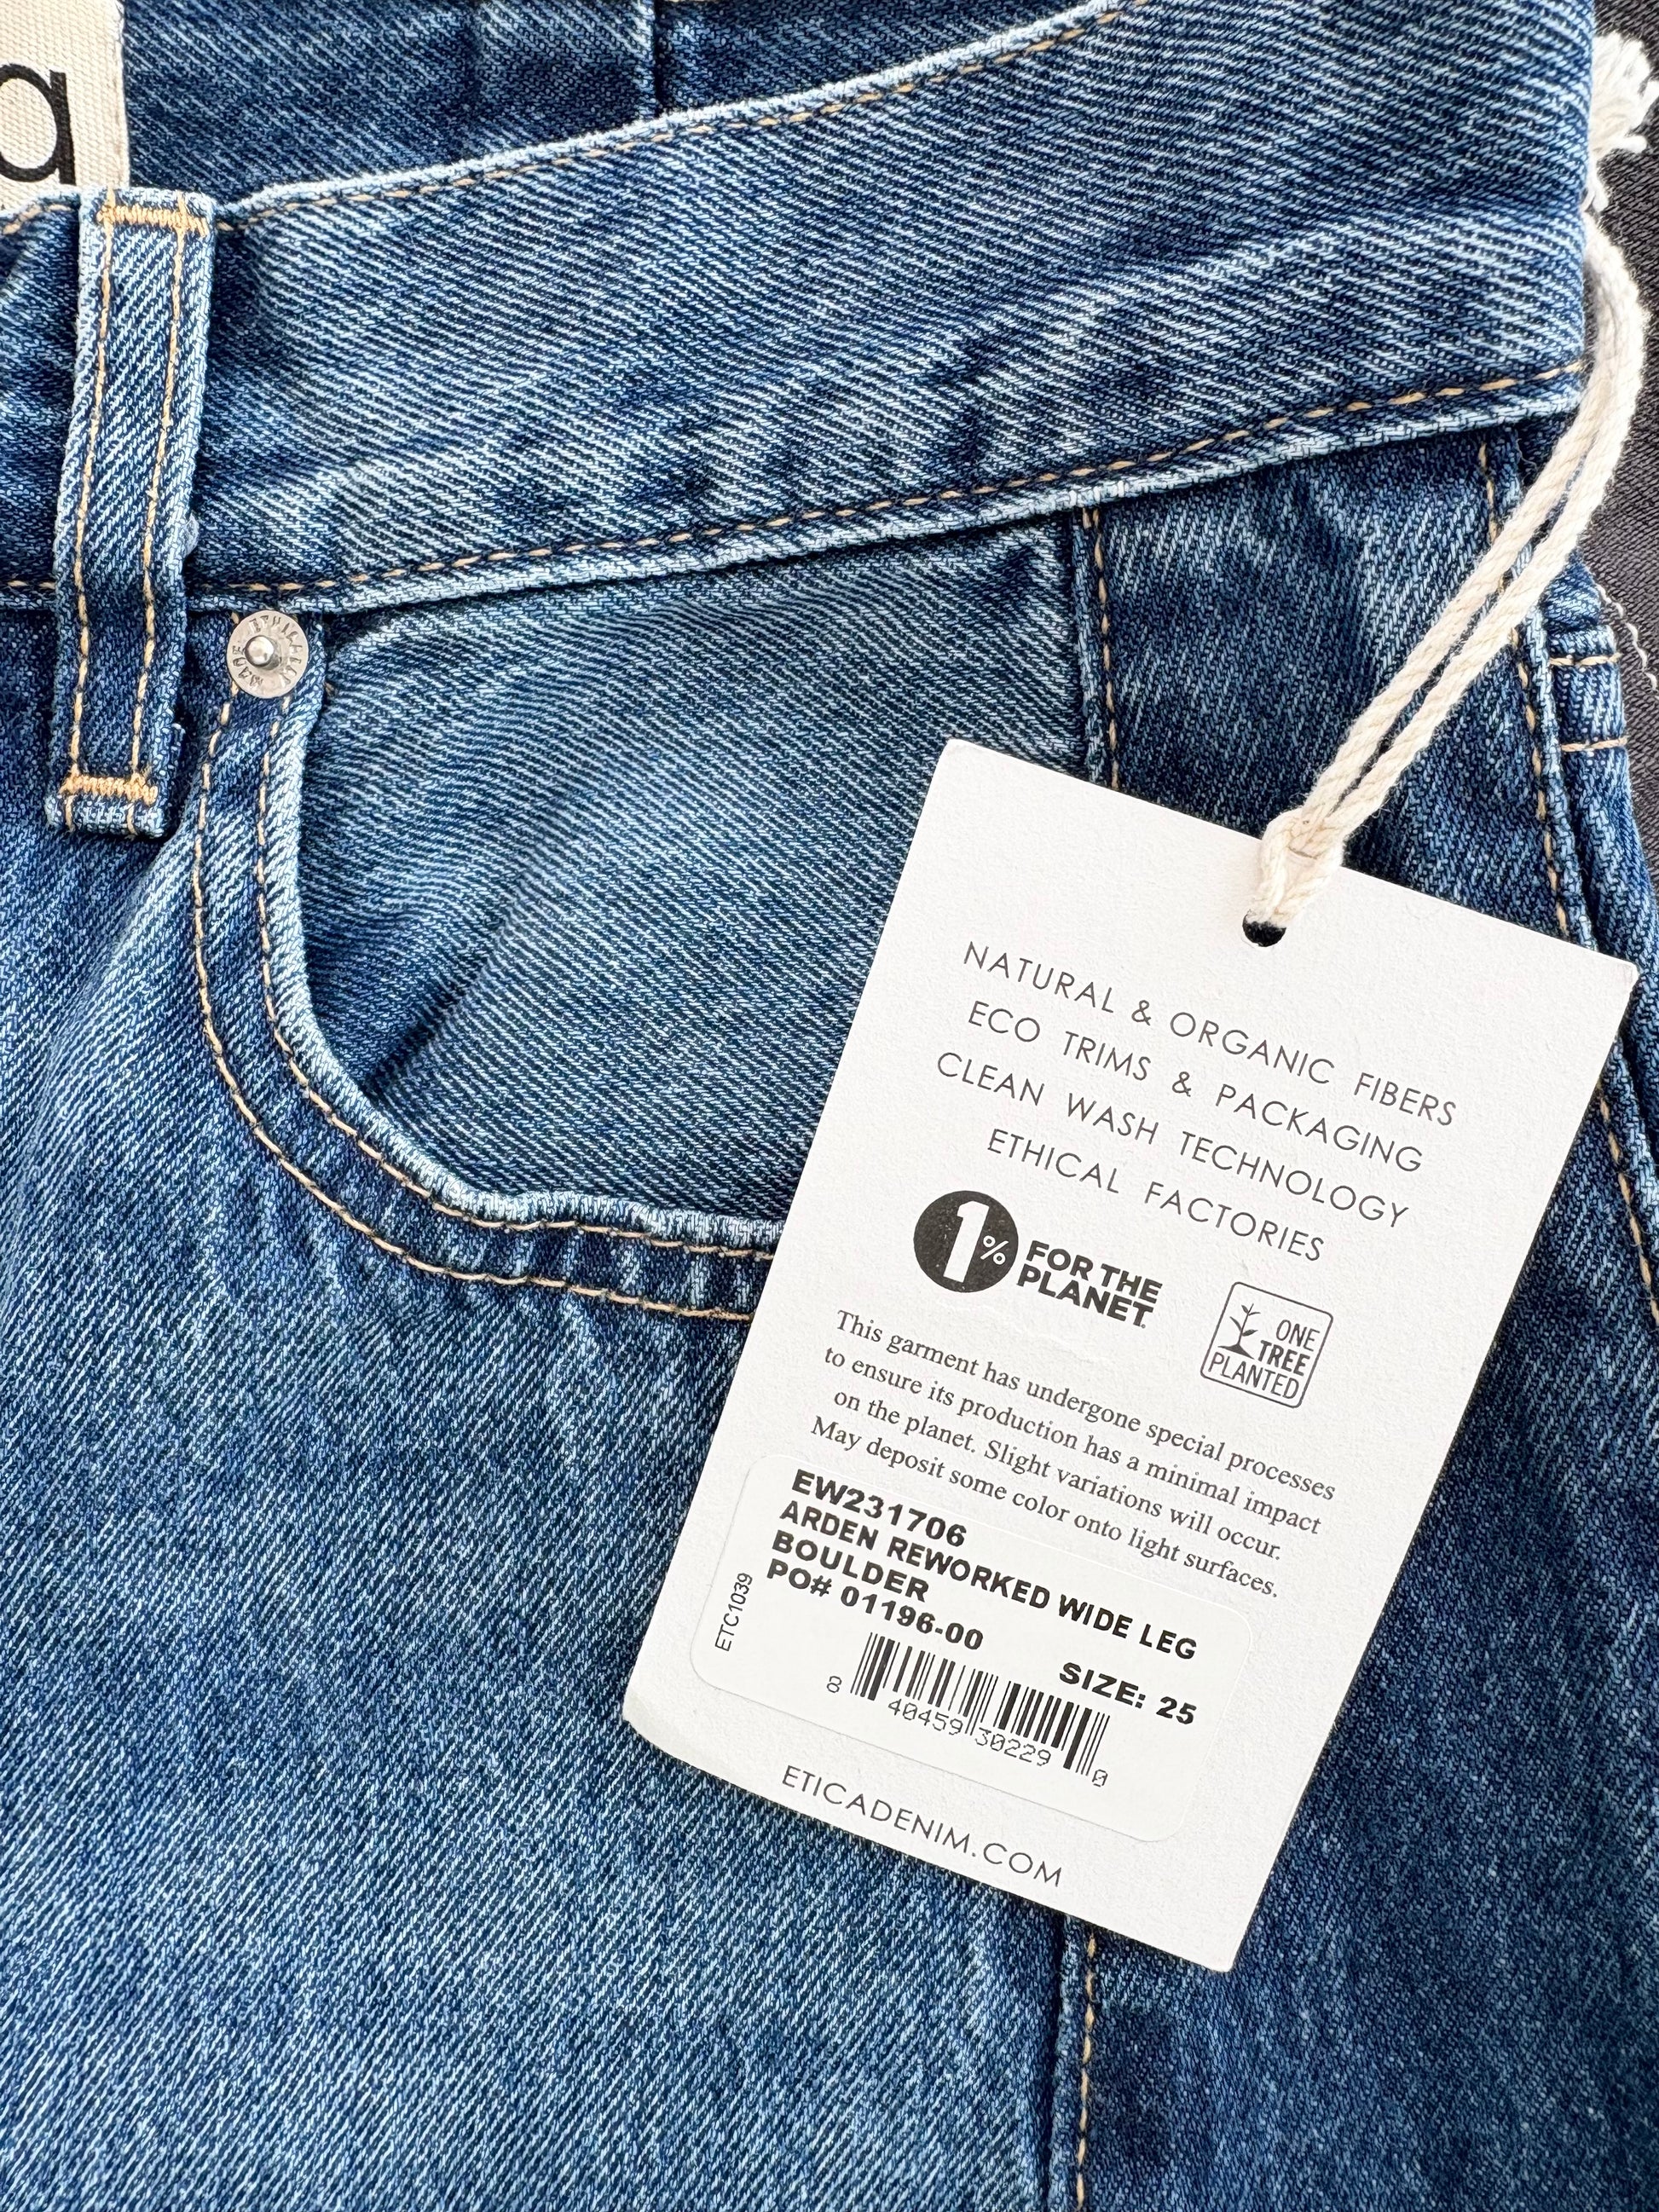 a
MADE ETHICALLY
NATURAL & ORGANIC FIBERS
ECO TRIMS & PACKAGING
CLEAN WASH TECHNOLOGY
ETHICAL FACTORIES
1% FOR THE
PLANET.
ONE
TREE
PLANTED
This garment has undergone special processes
to ensure its production has a minimal impact
on the planet. Slight variations will occur.
May deposit some color onto light surfaces.
EW231706
ARDEN REWORKED WIDE LEG
BOULDER
PO# 01196-00
SIZE: 25
ETC1039
8 40459 30229 0
ETICADENIM.COM